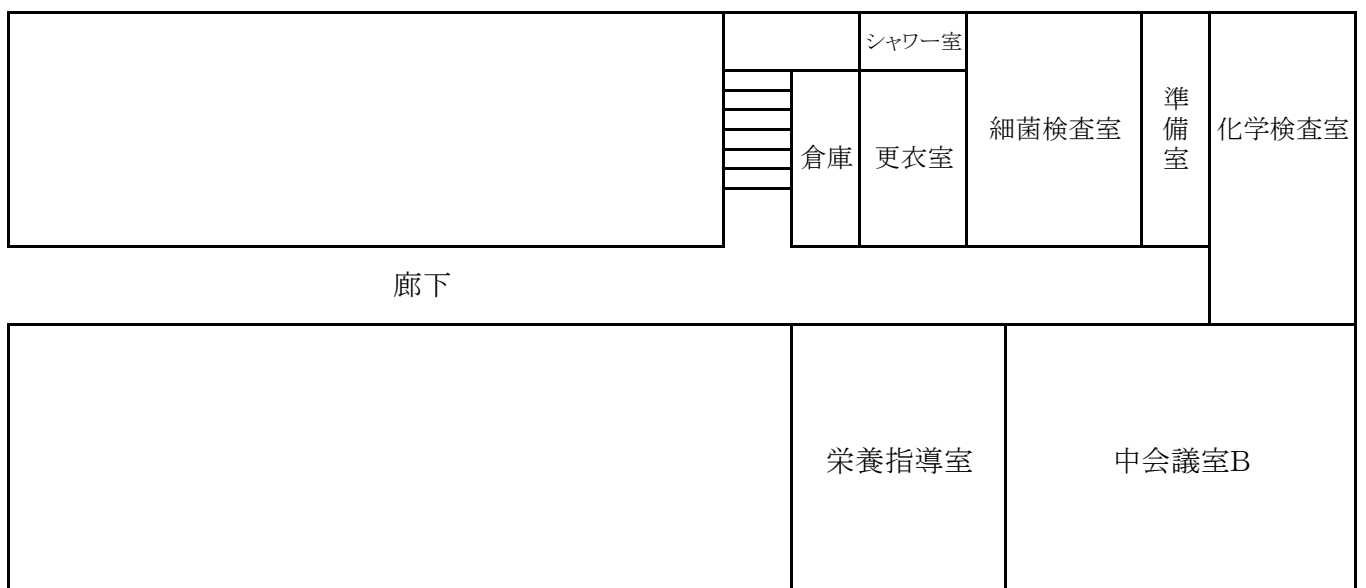 シャワー室
細菌検査室
準備室
化学検査室
倉庫
更衣室
廊下
栄養指導室
中会議室B